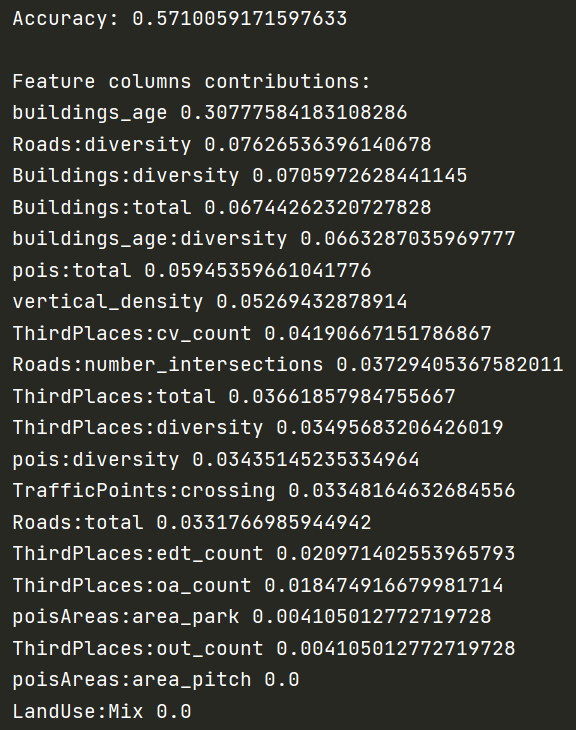 Accuracy: 0.5710059171597633
Feature columns contributions:
buildings_age 0.30777584183108286
Roads:diversity 0.07626536396140678
Buildings:diversity 0.0705972628441145
Buildings:total 0.06744262320727828
buildings_age:diversity 0.0663287035969777
pois:total 0.05945359661041776
vertical_density 0.05269432878914
ThirdPlaces:cv_count 0.04190667151786867
Roads:number_intersections 0.03729405367582011
ThirdPlaces:total 0.03661857984755667
ThirdPlaces:diversity 0.03495683206426019
pois:diversity 0.03435145235334964
TrafficPoints:crossing 0.03348164632684556
Roads:total 0.0331766985944942
ThirdPlaces:edt_count 0.020971402553965793
ThirdPlaces:oa_count 0.018474916679981714
poisAreas:area_park 0.004105012772719728
ThirdPlaces:out_count 0.004105012772719728
poisAreas:area_pitch 0.0
LandUse:Mix 0.0